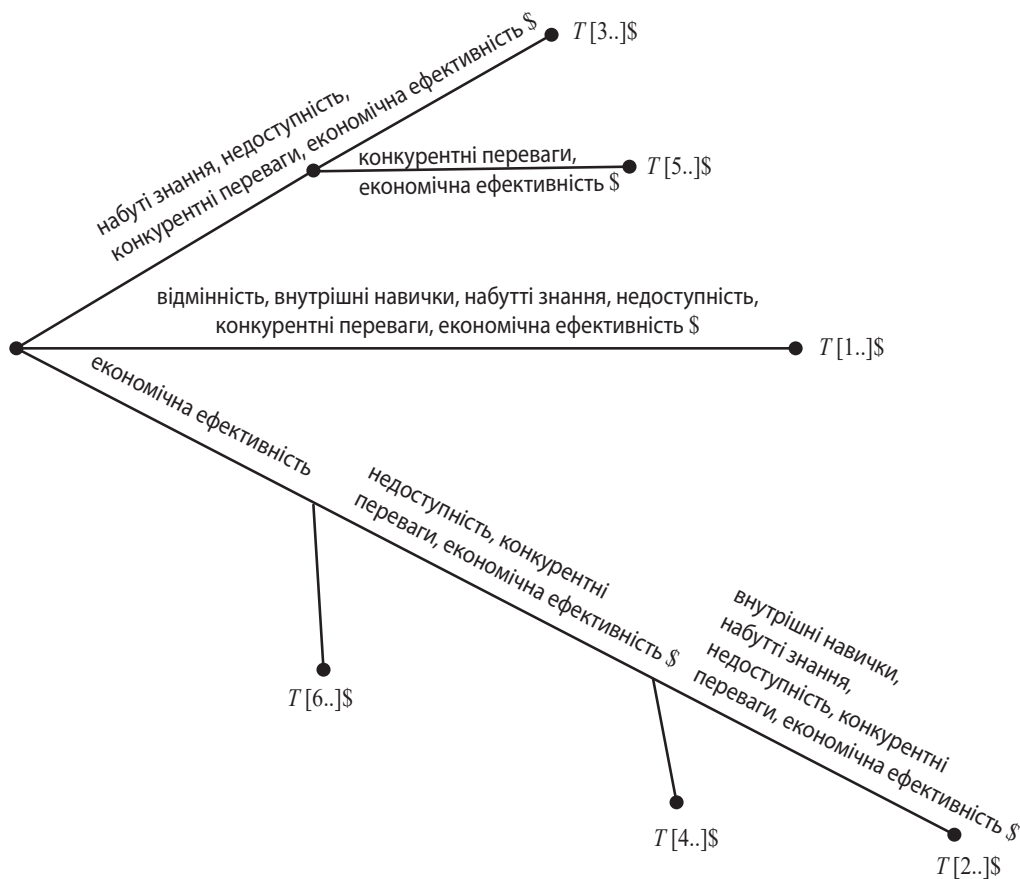 T [3..]$
набуті знання, недоступність,
конкурентні переваги, економічна ефективність $
конкурентні переваги,
економічна ефективність $
T [5..]$
відмінність, внутрішні навички, набутті знання, недоступність,
конкурентні переваги, економічна ефективність $
T [1..]$
економічна ефективність
недоступність, конкурентні
переваги, економічна ефективність $
T [6..]$
внутрішні навички,
набутті знання,
недоступність, конкурентні
переваги, економічна ефективність $
T [4..]$
T [2..]$